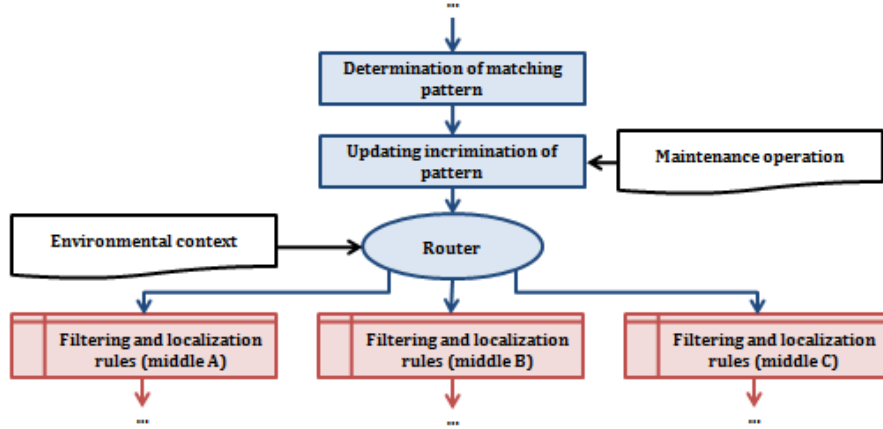 ...
Determination of matching
pattern
Updating incrimination of
pattern
Maintenance operation
Environmental context
Router
Filtering and localization
rules (middle A)
Filtering and localization
rules (middle B)
Filtering and localization
rules (middle C)
...
...
...